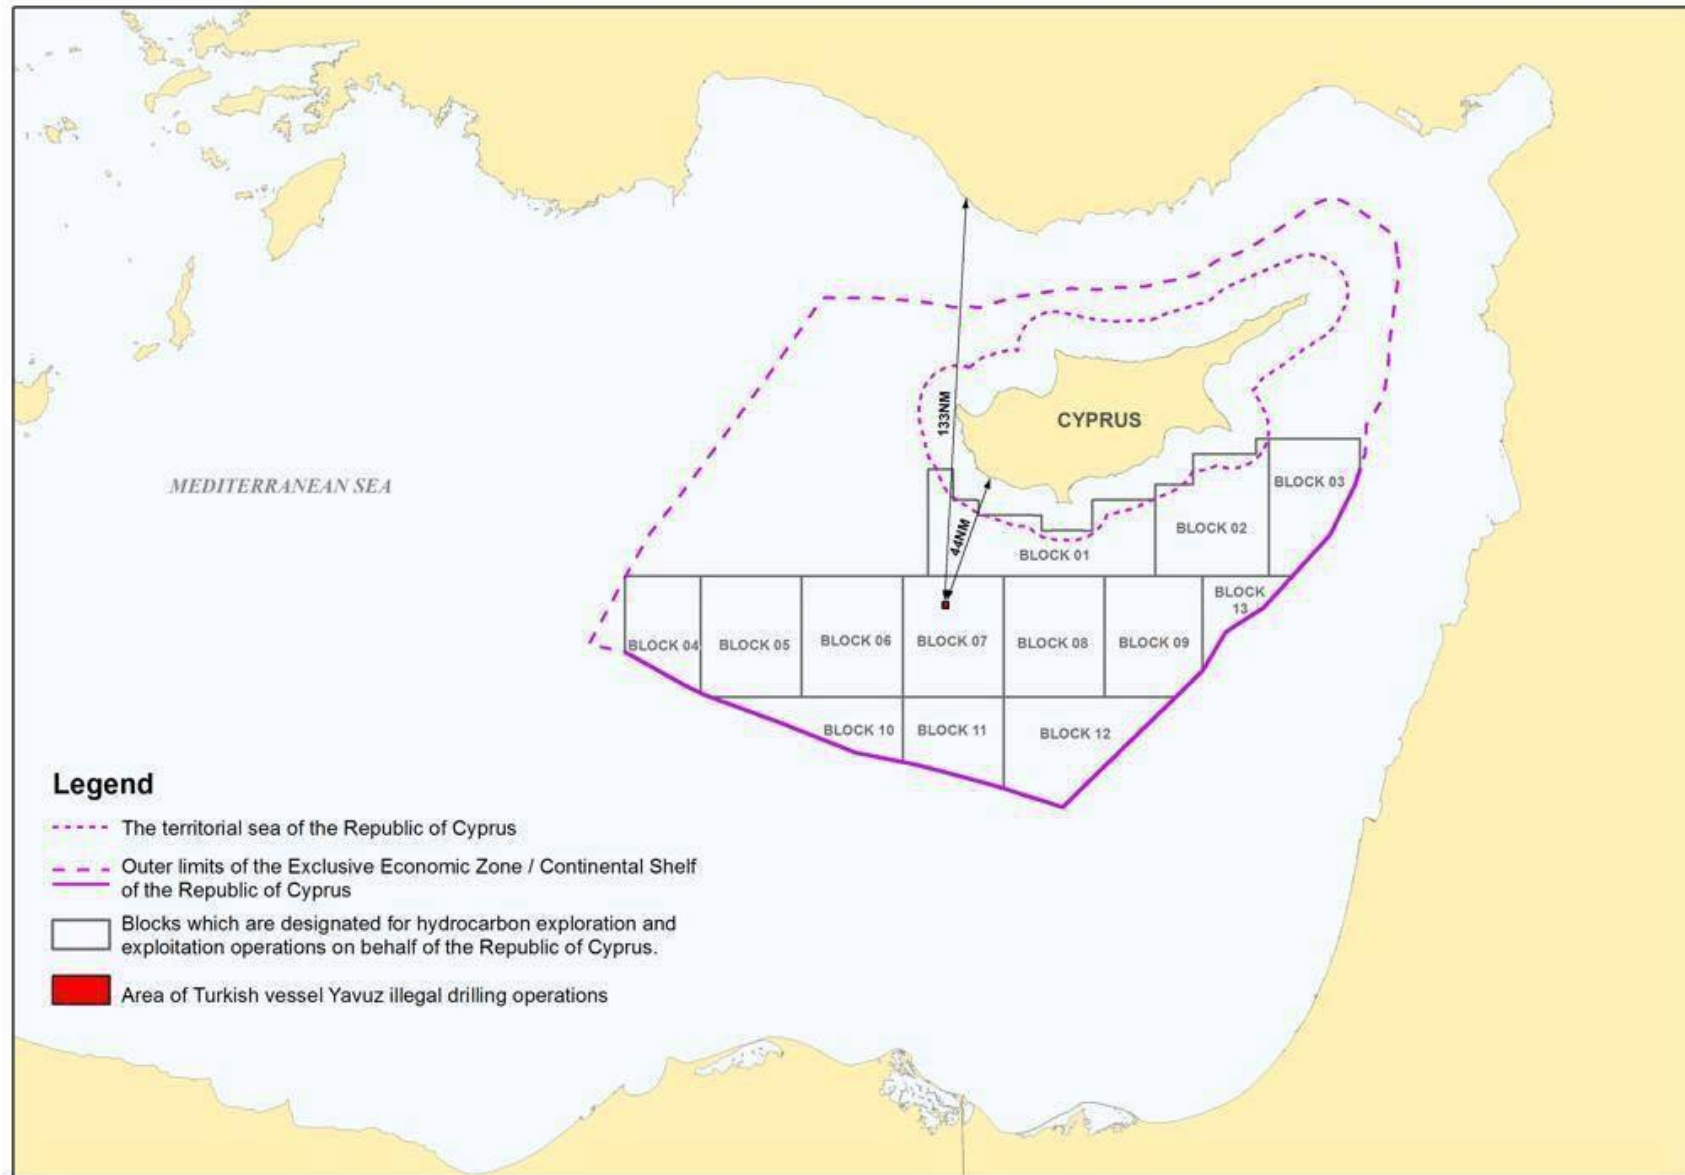 133NM
CYPRUS
MEDITERRANEAN SEA
BLOCK 03
BLOCK 02
44NM
BLOCK 01
BLOCK
13
BLOCK 04
BLOCK 05
BLOCK 06
BLOCK 07
BLOCK 08
BLOCK 09
BLOCK 10
BLOCK 11
BLOCK 12
Legend
The territorial sea of the Republic of Cyprus
Outer limits of the Exclusive Economic Zone / Continental Shelf
of the Republic of Cyprus
Blocks which are designated for hydrocarbon exploration and
exploitation operations on behalf of the Republic of Cyprus.
Area of Turkish vessel Yavuz illegal drilling operations